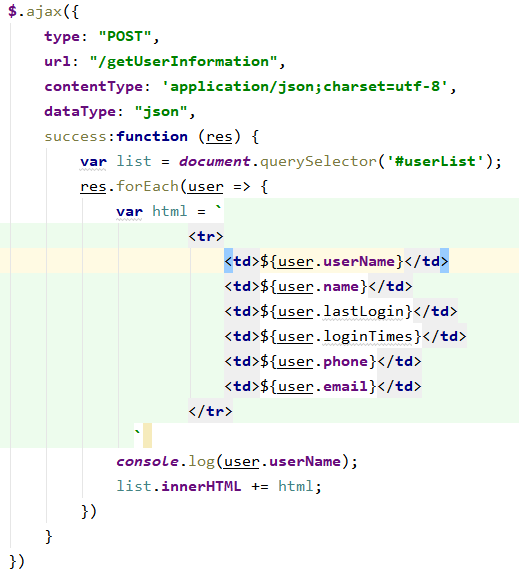 $.ajax({
    type: "POST",
    url: "/getUserInformation",
    contentType: 'application/json;charset=utf-8',
    dataType: "json",
    success:function (res) {
        var list = document.querySelector('#userList');
        res.forEach(user => {
            var html = `
                    <tr>
                        <td>${user.userName}</td>
                        <td>${user.name}</td>
                        <td>${user.lastLogin}</td>
                        <td>${user.loginTimes}</td>
                        <td>${user.phone}</td>
                        <td>${user.email}</td>
                    </tr>
              `
            console.log(user.userName);
            list.innerHTML += html;
        })
    }
})